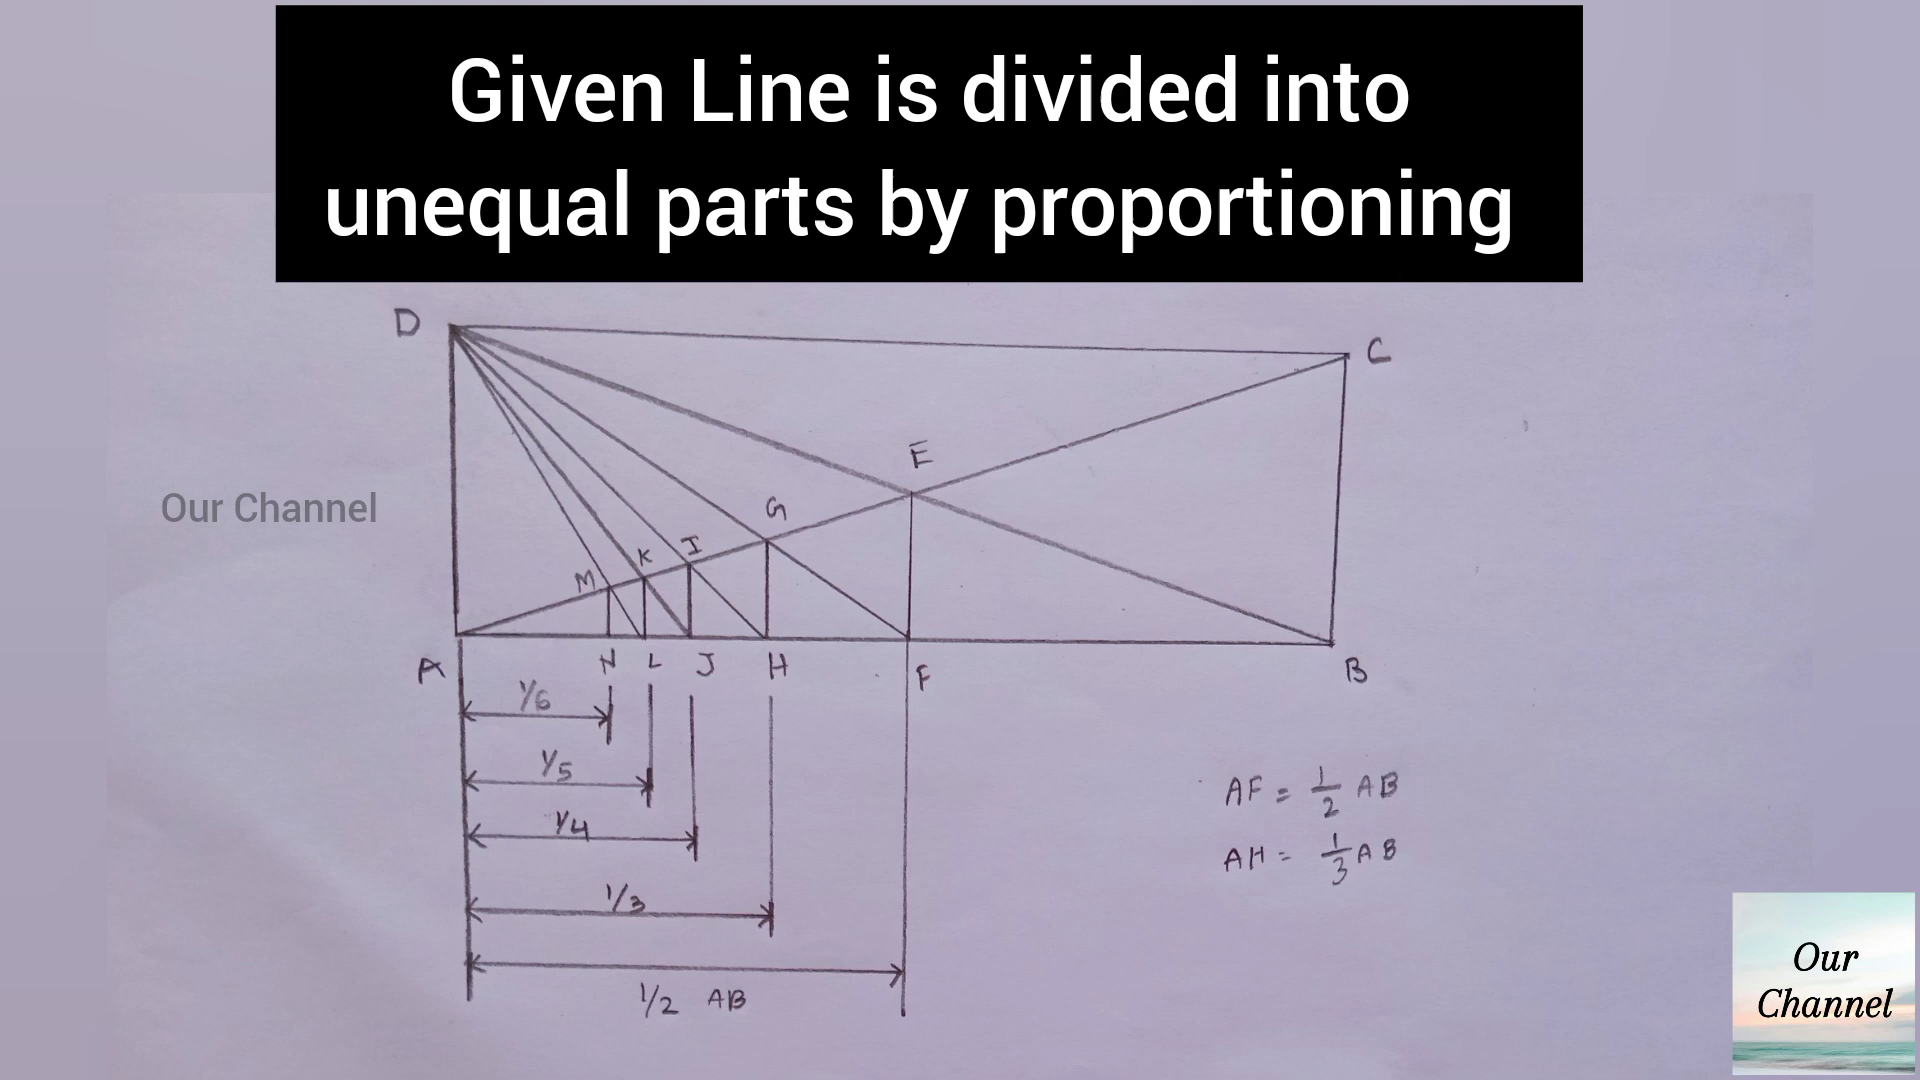 Given Line is divided into
unequal parts by proportioning
D
C
E
Our Channel
G
I
K
M
A
N L J H F
B
1/6
1/5
1/4
1/3
1/2 AB
AF = 1/2 AB
AH = 1/3 AB
Our
Channel